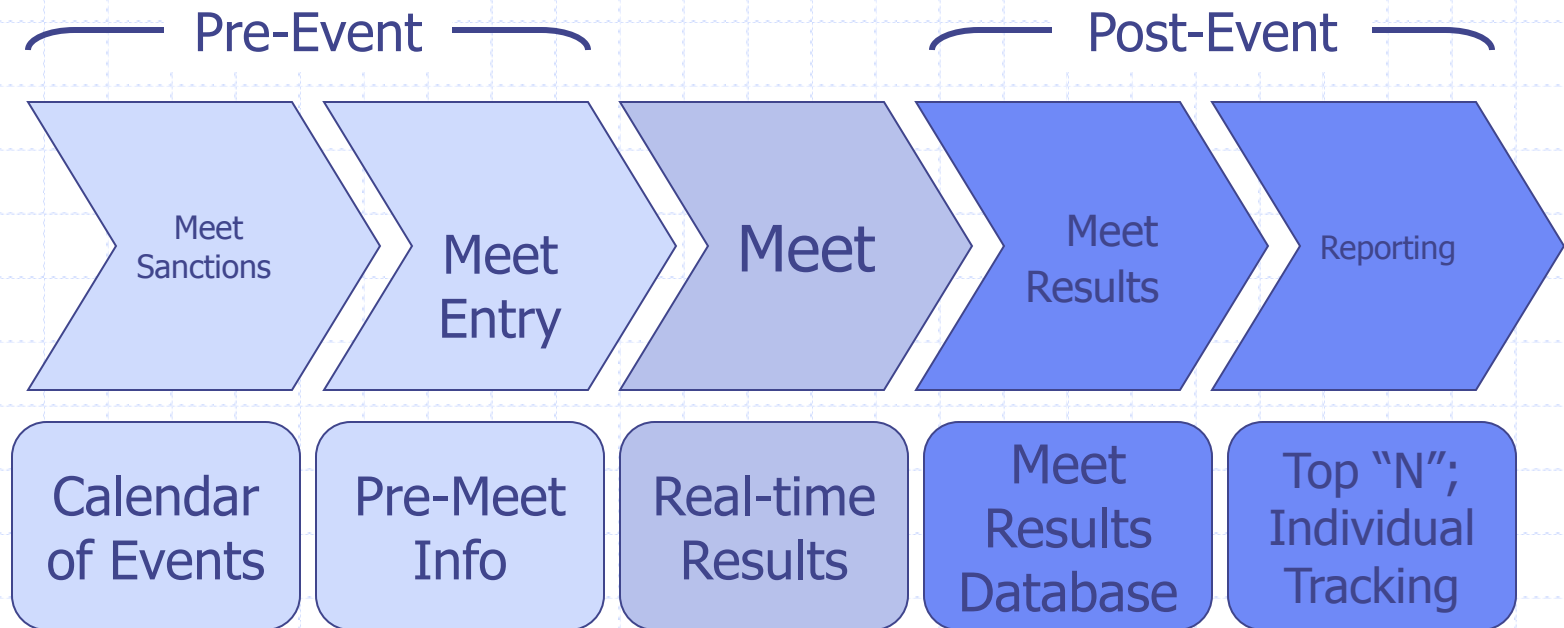 Pre-Event
Post-Event
Meet
Sanctions
Meet
Entry
Meet
Meet
Results
Reporting
Calendar
of Events
Pre-Meet
Info
Real-time
Results
Meet
Results
Database
Top “N”;
Individual
Tracking